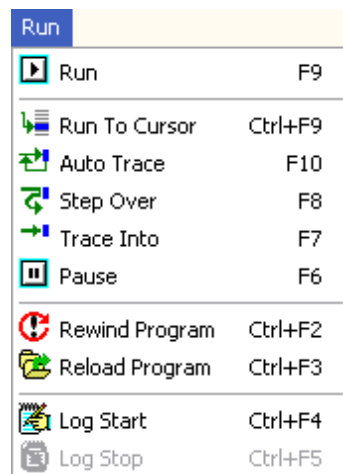 Run
Run F9
Run To Cursor Ctrl+F9
Auto Trace F10
Step Over F8
Trace Into F7
Pause F6
Rewind Program Ctrl+F2
Reload Program Ctrl+F3
Log Start Ctrl+F4
Log Stop Ctrl+F5